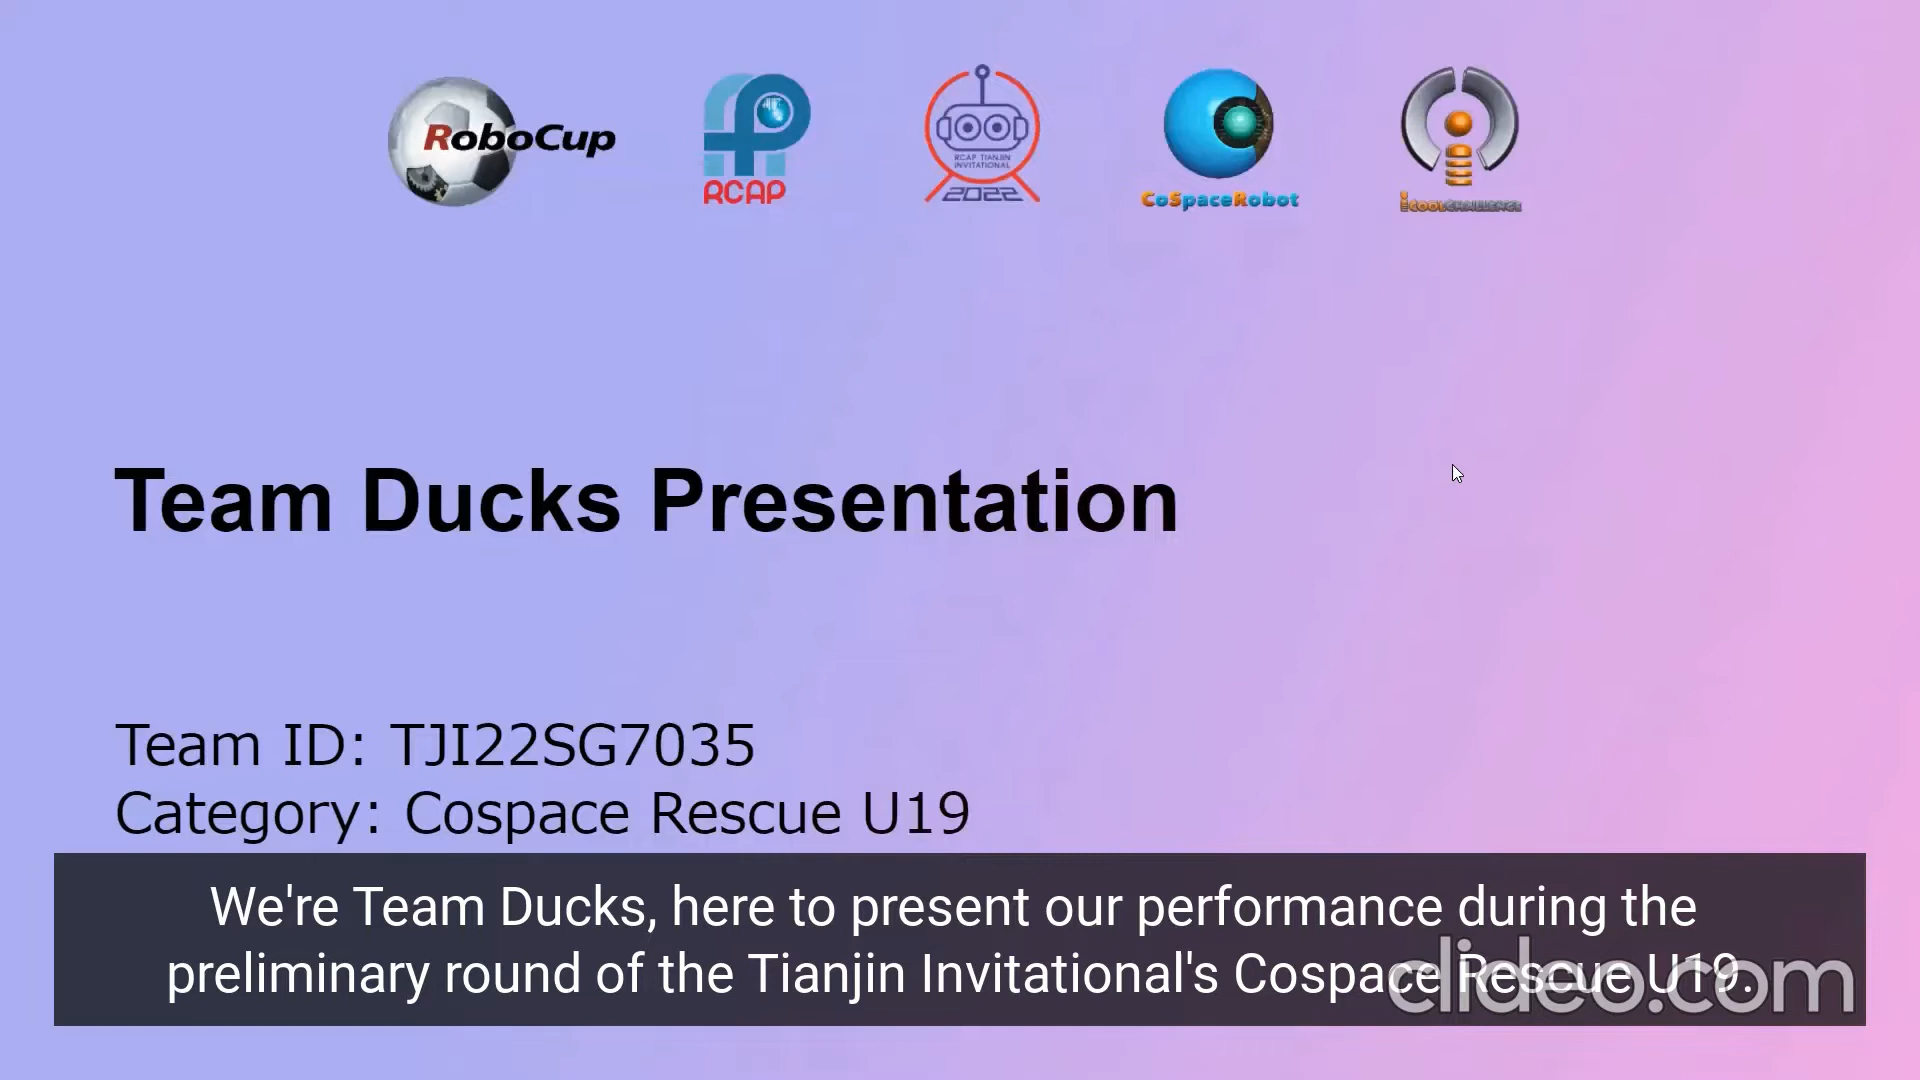 RoboCup
RCAP
RCAP TIANJIN
INVITATIONAL
2022
CoSpaceRobot
iCOOLCHALLENGE
Team Ducks Presentation
Team ID: TJI22SG7035
Category: Cospace Rescue U19
We're Team Ducks, here to present our performance during the
preliminary round of the Tianjin Invitational's Cospace Rescue U19.
clideo.com